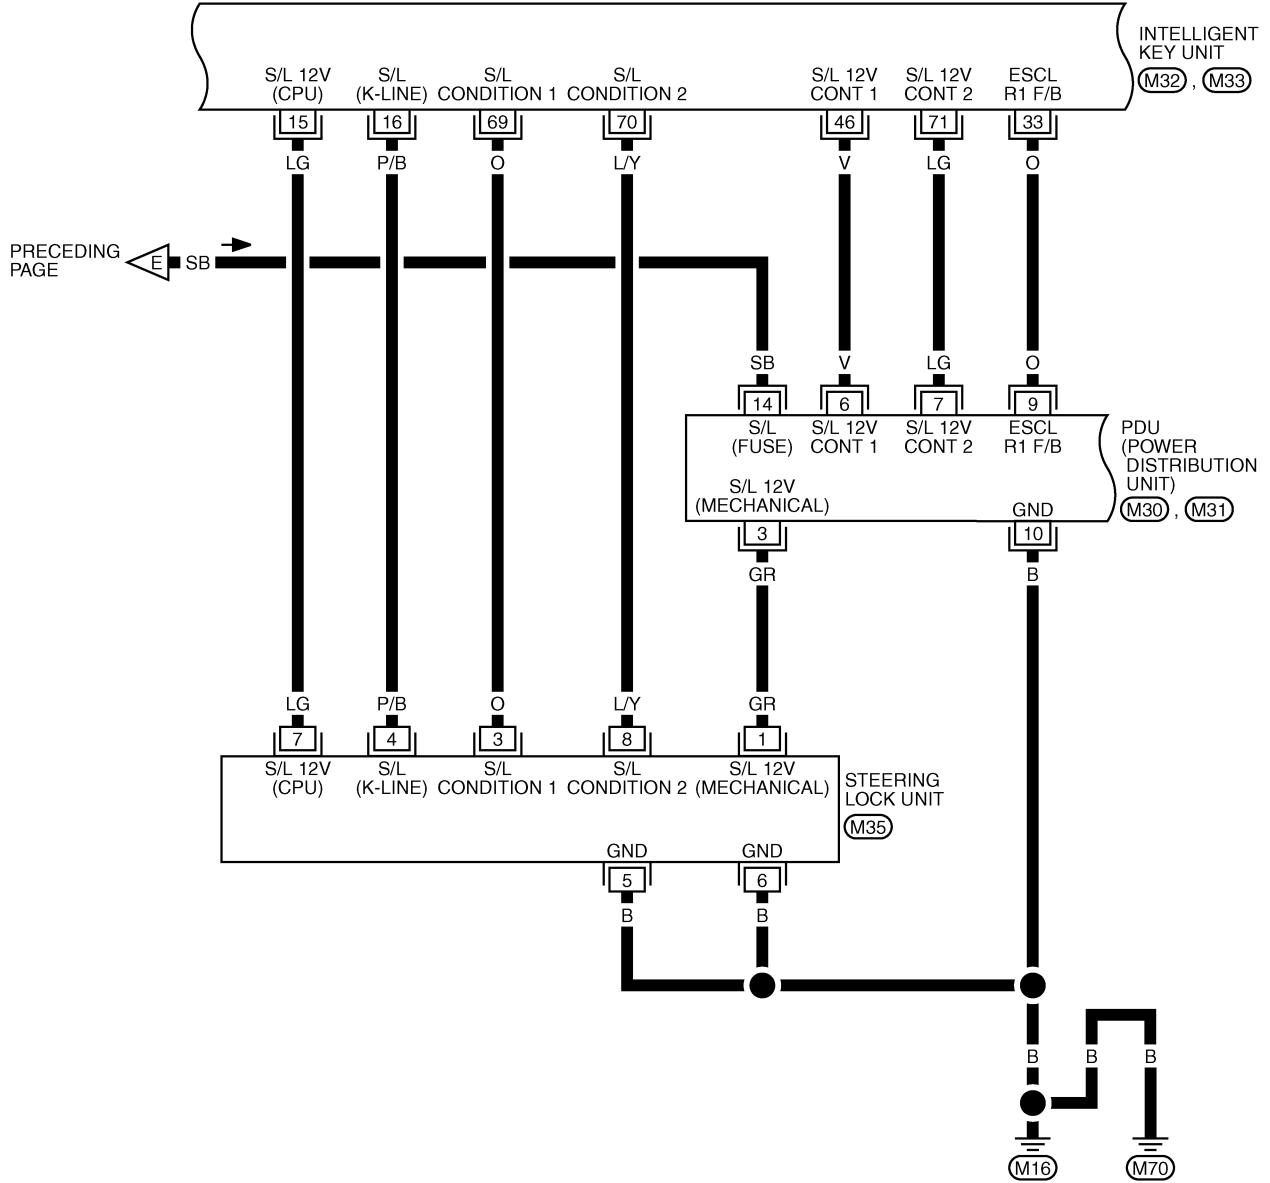 INTELLIGENT
KEY UNIT
M32 , M33
S/L 12V
(CPU)
S/L
(K-LINE)
S/L
CONDITION 1
S/L
CONDITION 2
S/L 12V
CONT 1
S/L 12V
CONT 2
ESCL
R1 F/B
15 16 69 70 46 71 33
LG P/B O L/Y V LG O
PRECEDING
PAGE
E SB
SB V LG O
14 6 7 9
S/L
(FUSE)
S/L 12V
CONT 1
S/L 12V
CONT 2
ESCL
R1 F/B
PDU
(POWER
DISTRIBUTION
UNIT)
M30 , M31
S/L 12V
(MECHANICAL)
GND
3 10
GR B
LG P/B O L/Y GR
7 4 3 8 1
S/L 12V
(CPU)
S/L
(K-LINE)
S/L
CONDITION 1
S/L
CONDITION 2
S/L 12V
(MECHANICAL)
STEERING
LOCK UNIT
M35
GND GND
5 6
B B
B B B
M16 M70